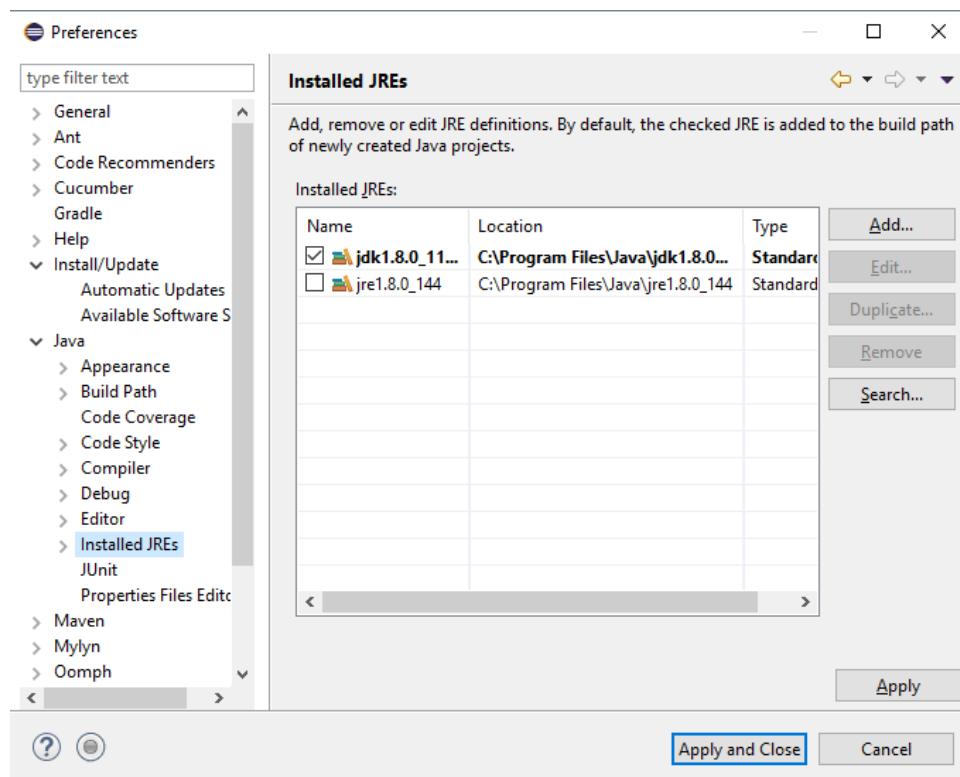 Preferences
type filter text
General
Ant
Code Recommenders
Cucumber
Gradle
Help
Install/Update
Automatic Updates
Available Software S
Java
Appearance
Build Path
Code Coverage
Code Style
Compiler
Debug
Editor
Installed JREs
JUnit
Properties Files Edito
Maven
Mylyn
Oomph
Installed JREs
Add, remove or edit JRE definitions. By default, the checked JRE is added to the build path
of newly created Java projects.
Installed JREs:
Name Location Type
jdk1.8.0_11... C:\Program Files\Java\jdk1.8.0... Standard
jre1.8.0_144 C:\Program Files\Java\jre1.8.0_144 Standard
Add...
Edit...
Duplicate...
Remove
Search...
Apply
Apply and Close Cancel